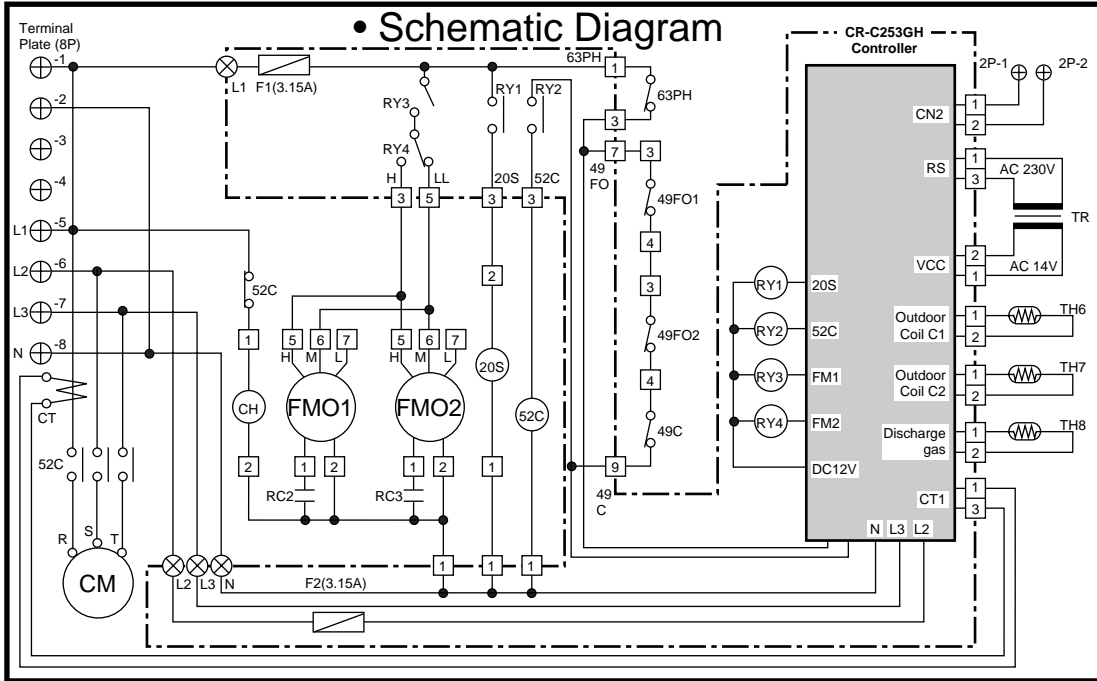 • Schematic Diagram
Terminal
Plate (8P)
-1
-2
-3
-4
L1 -5
L2 -6
L3 -7
N -8
CT
52C
R S T
CM
L1 F1(3.15A)
RY3
RY4
H LL
3 5
RY1 RY2
20S 52C
3 3
63PH 1
63PH
3
7 3
49
FO
49FO1
4
3
49FO2
4
49C
9
49
C
52C
1
CH
2
5 6 7
H M L
FMO1
1 2
RC2
5 6 7
H M L
FMO2
1 2
RC3
2
20S
1
52C
1 1 1
L2 L3 N
F2(3.15A)
CR-C253GH
Controller
2P-1 2P-2
CN2 1
2
RS 1
3
AC 230V
TR
VCC 2
1
AC 14V
RY1 20S
RY2 52C
RY3 FM1
RY4 FM2
DC12V
Outdoor
Coil C1
1
2
TH6
Outdoor
Coil C2
1
2
TH7
Discharge
gas
1
2
TH8
CT1 1
3
N L3 L2